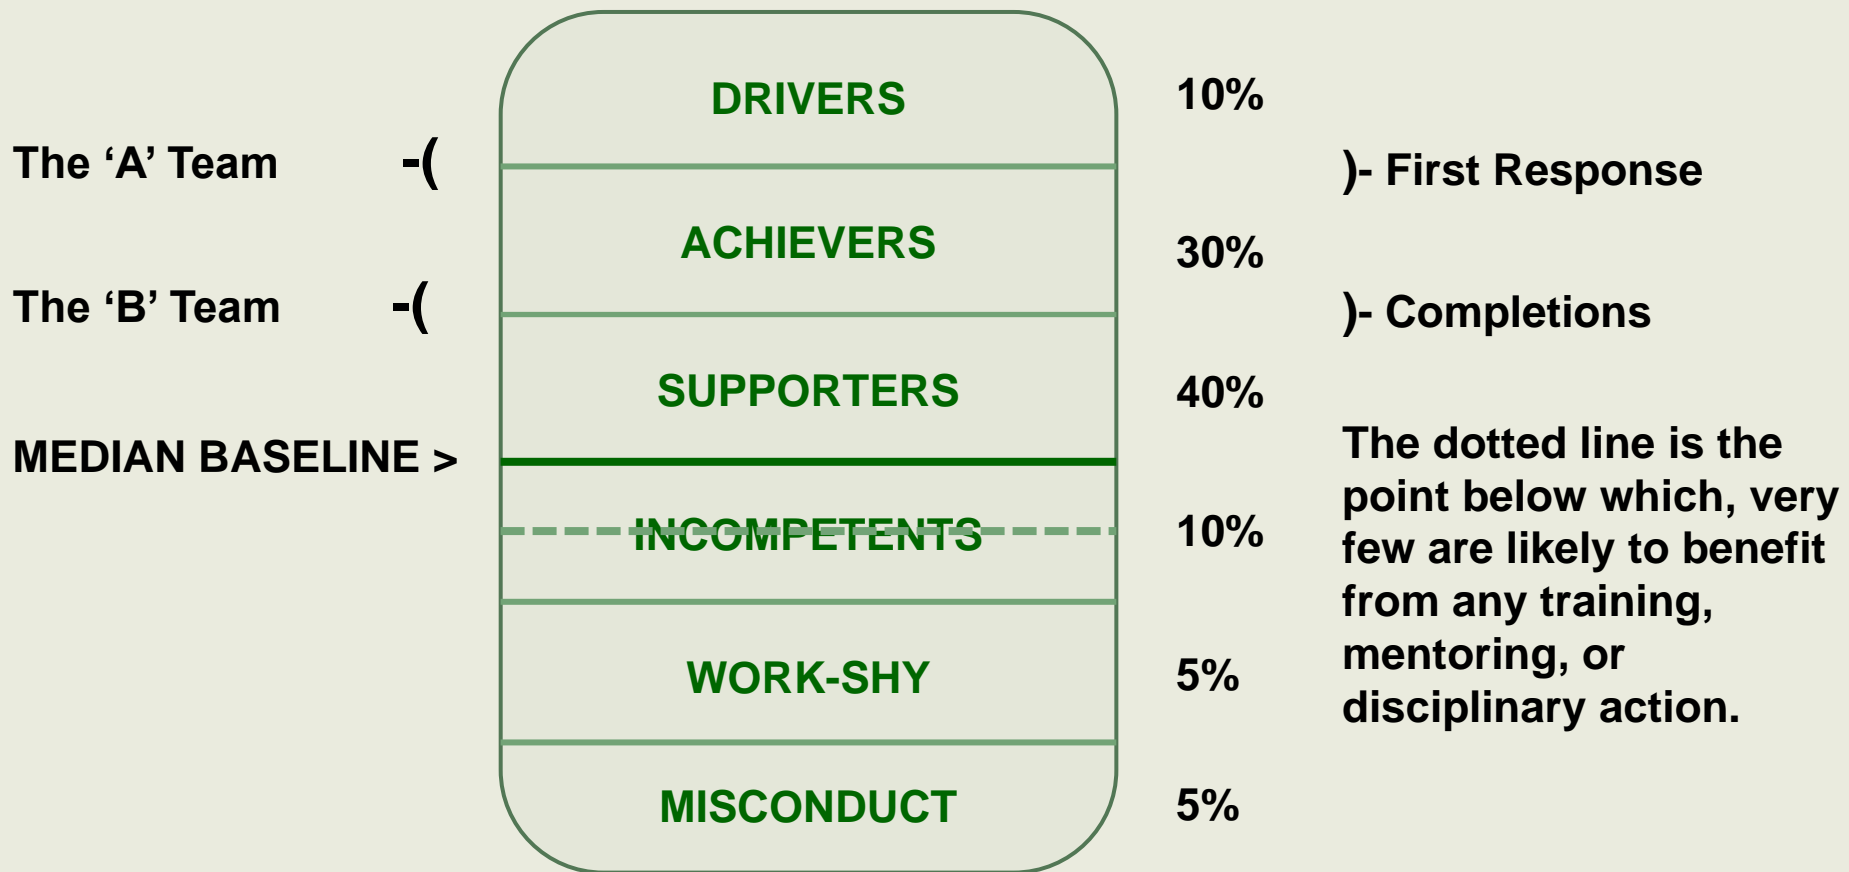 DRIVERS 10%
The ‘A’ Team -( )- First Response
ACHIEVERS 30%
The ‘B’ Team -( )- Completions
SUPPORTERS 40%
MEDIAN BASELINE >
INCOMPETENTS 10%
WORK-SHY 5%
MISCONDUCT 5%
The dotted line is the
point below which, very
few are likely to benefit
from any training,
mentoring, or
disciplinary action.